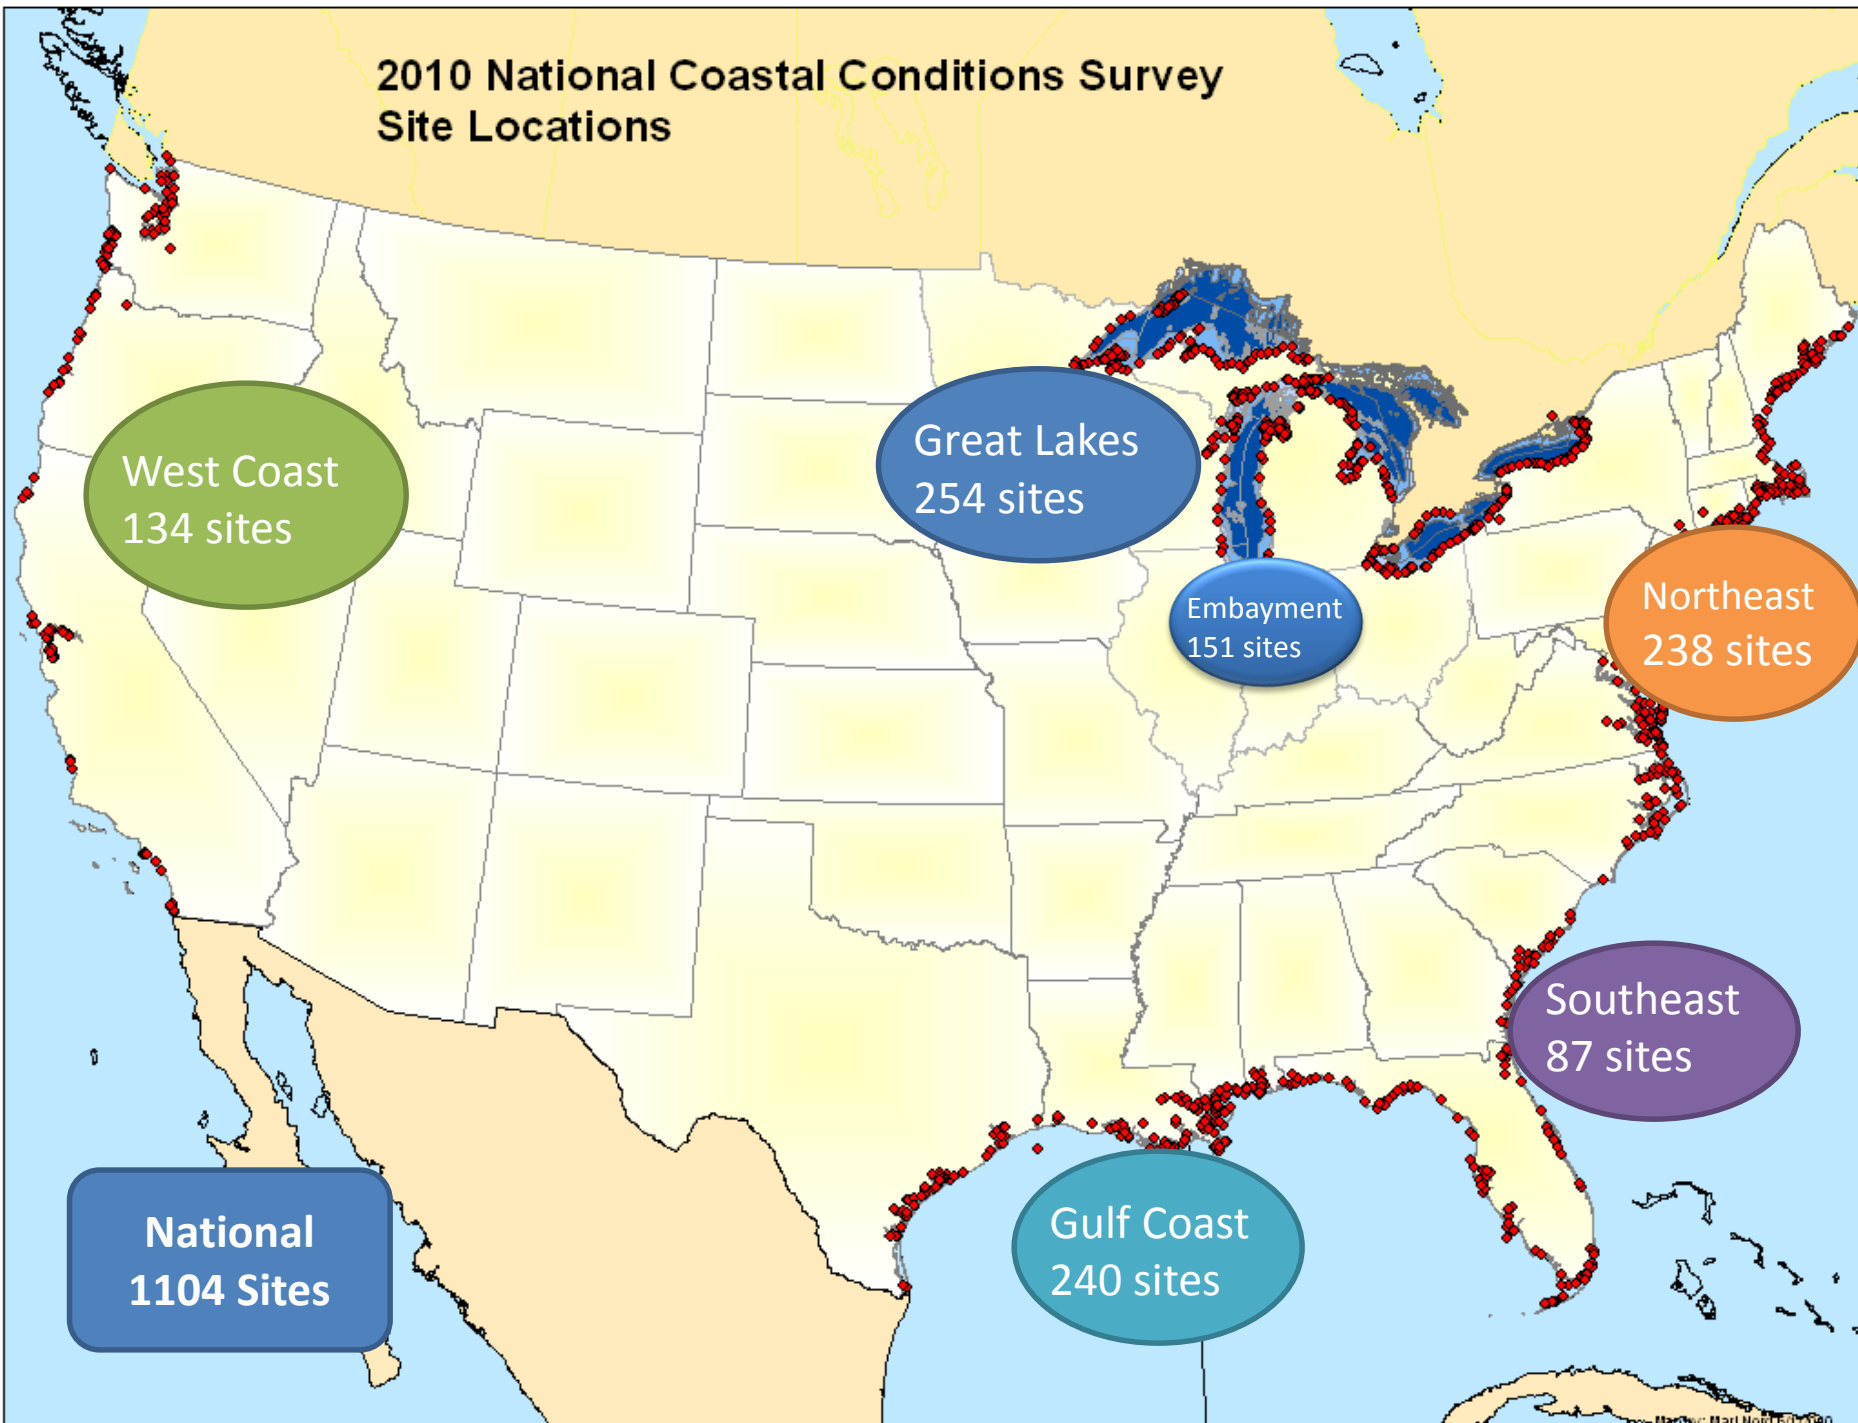 2010 National Coastal Conditions Survey
Site Locations
West Coast
134 sites
Great Lakes
254 sites
Embayment
151 sites
Northeast
238 sites
Southeast
87 sites
Gulf Coast
240 sites
National
1104 Sites